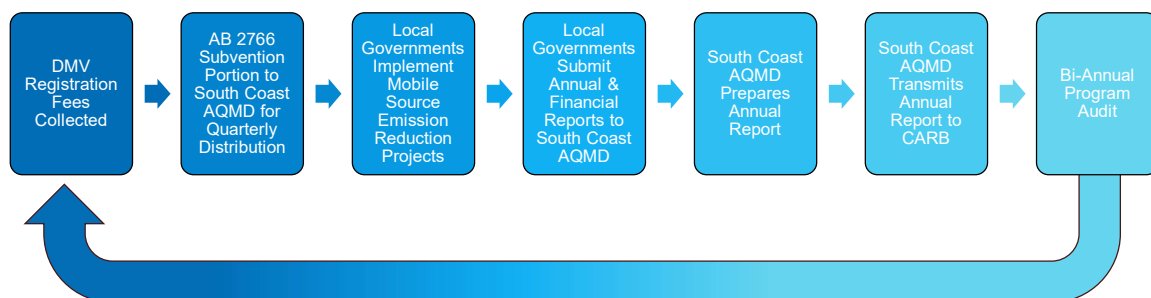 DMV
Registration
Fees
Collected
AB 2766
Subvention
Portion to
South Coast
AQMD for
Quarterly
Distribution
Local
Governments
Implement
Mobile
Source
Emission
Reduction
Projects
Local
Governments
Submit
Annual &
Financial
Reports to
South Coast
AQMD
South Coast
AQMD
Prepares
Annual
Report
South Coast
AQMD
Transmits
Annual
Report to
CARB
Bi-Annual
Program
Audit